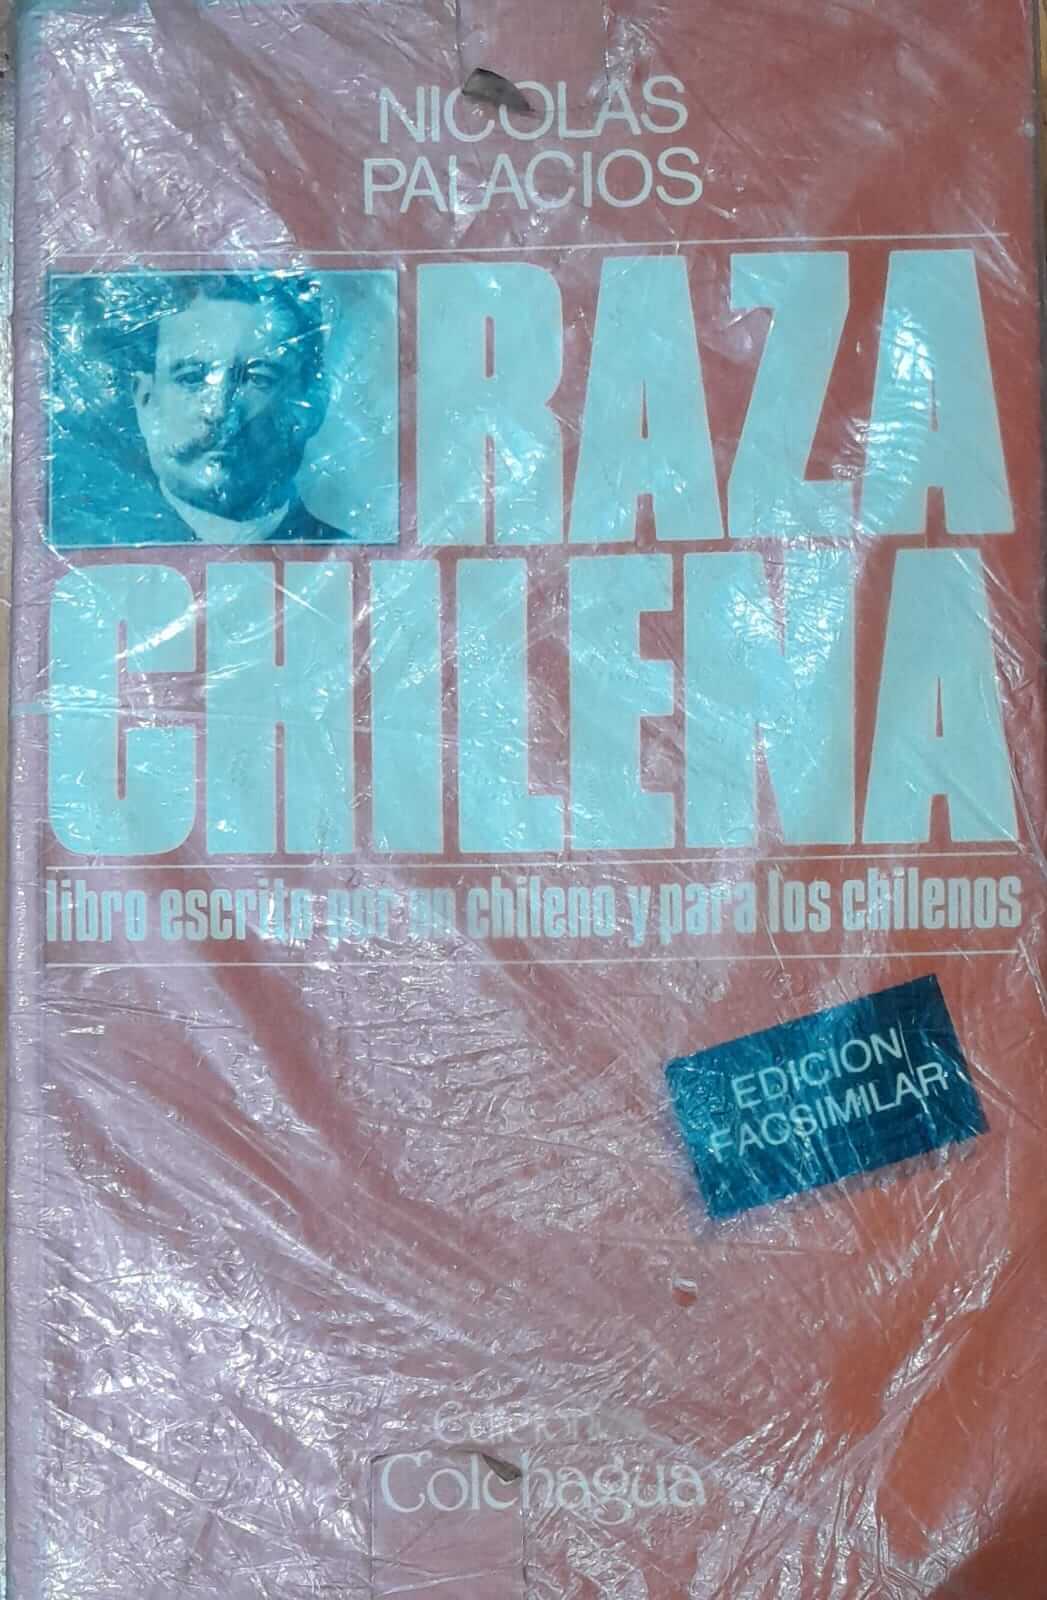 NICOLAS
PALACIOS
RAZA
CHILENA
libro escrito por un chileno y para los chilenos
EDICION
FACSIMILAR
Colchagua